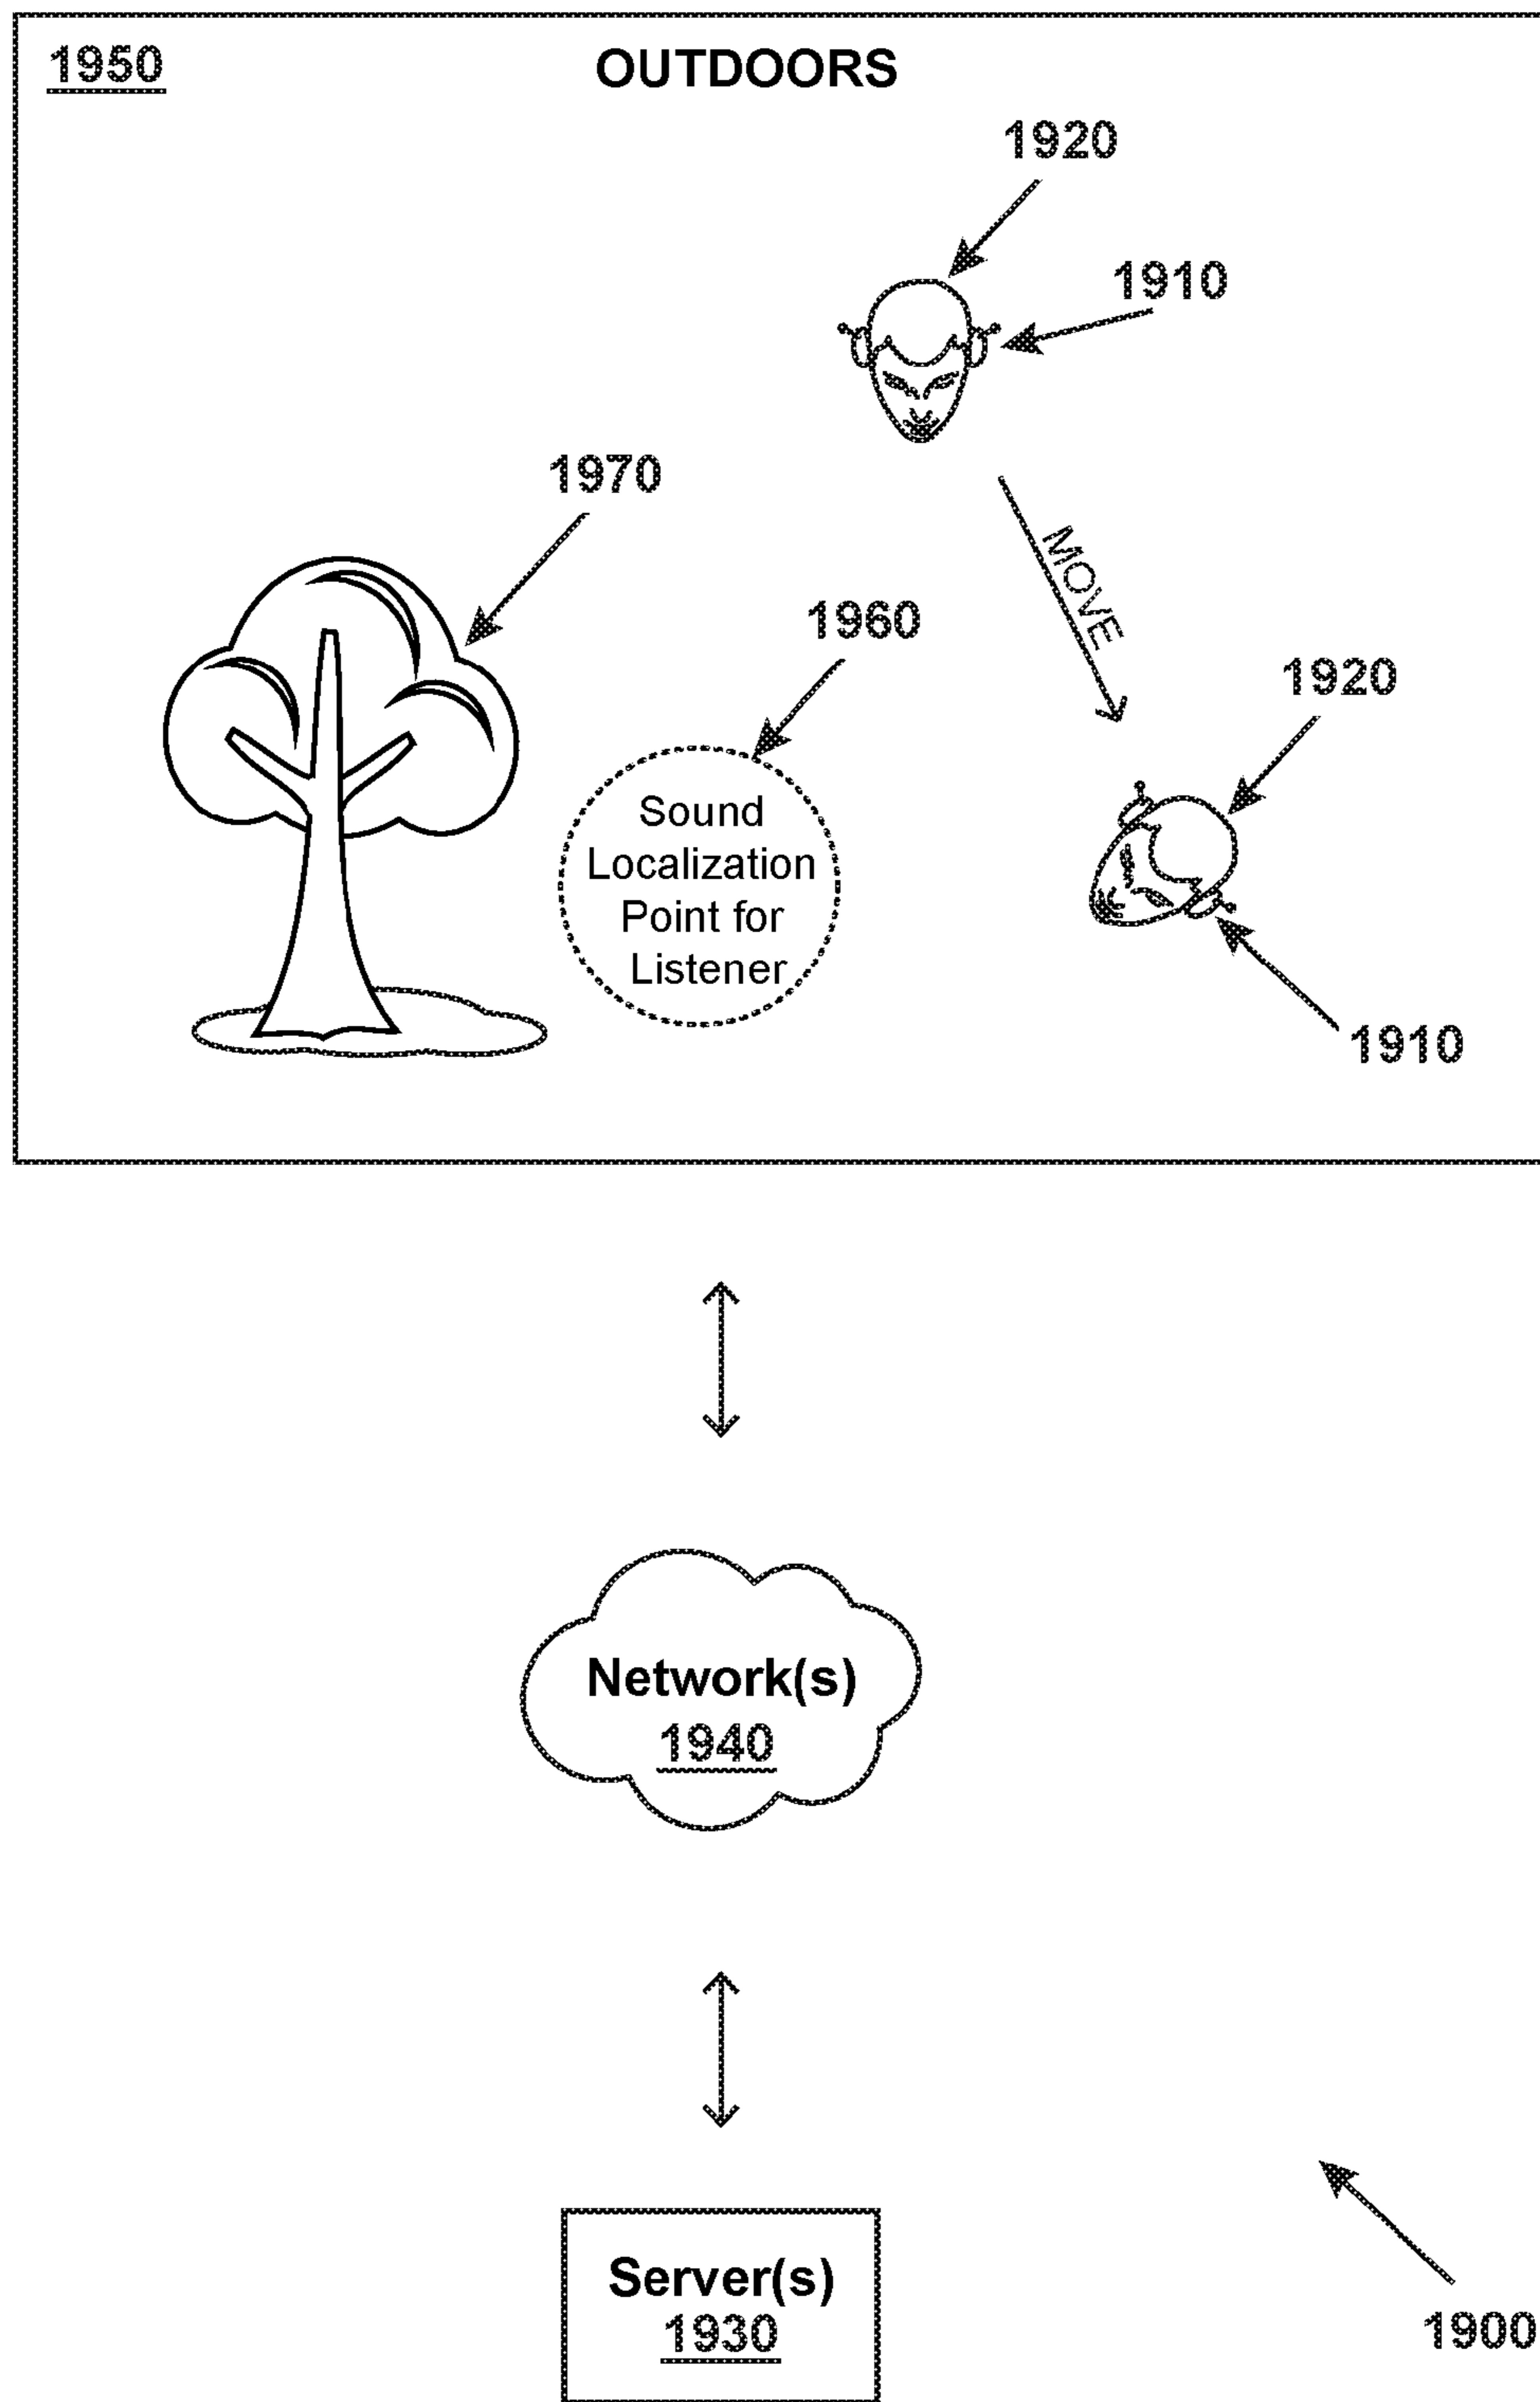 1950
OUTDOORS
1920
1910
1970
MOVE
1960
1920
Sound
Localization
Point for
Listener
1910
Network(s)
1940
Server(s)
1930
1900